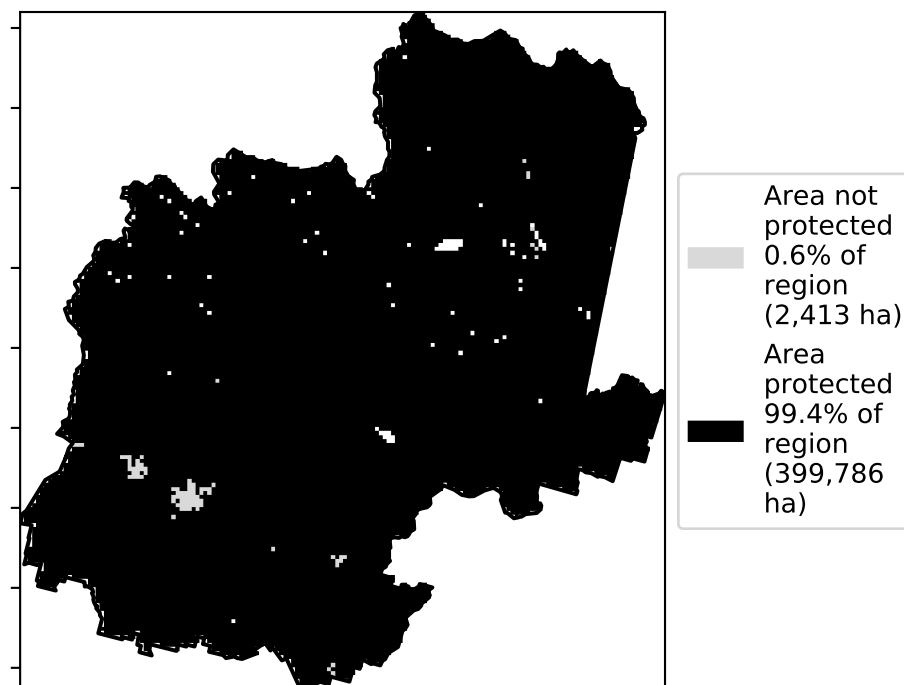 Area not
protected
0.6% of
region
(2,413 ha)
Area
protected
99.4% of
region
(399,786
ha)